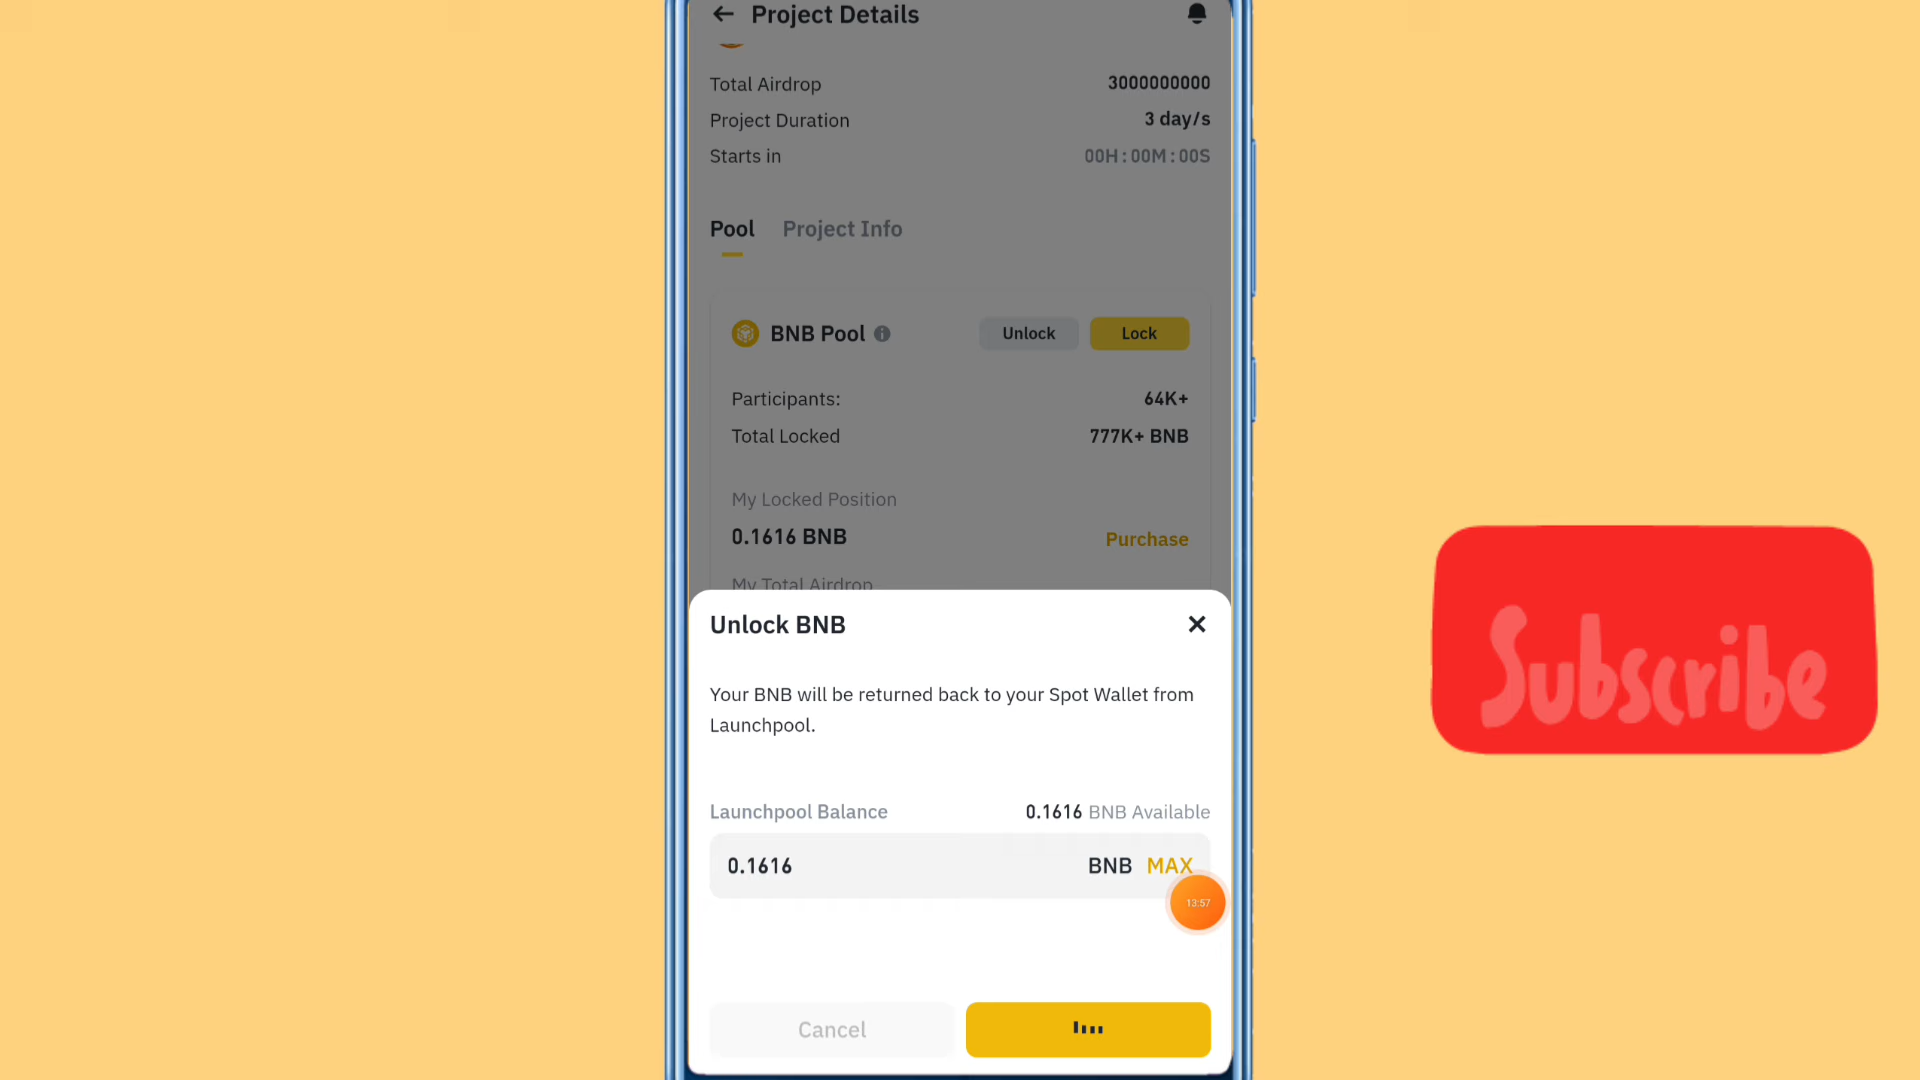 Project Details
Total Airdrop 3000000000
Project Duration 3 day/s
Starts in 00H : 00M : 00S
Pool Project Info
BNB Pool Unlock Lock
Participants: 64K+
Total Locked 777K+ BNB
My Locked Position
0.1616 BNB Purchase
My Total Airdrop
Unlock BNB
Your BNB will be returned back to your Spot Wallet from
Launchpool.
Launchpool Balance 0.1616 BNB Available
0.1616 BNB MAX
13:57
Cancel
Subscribe